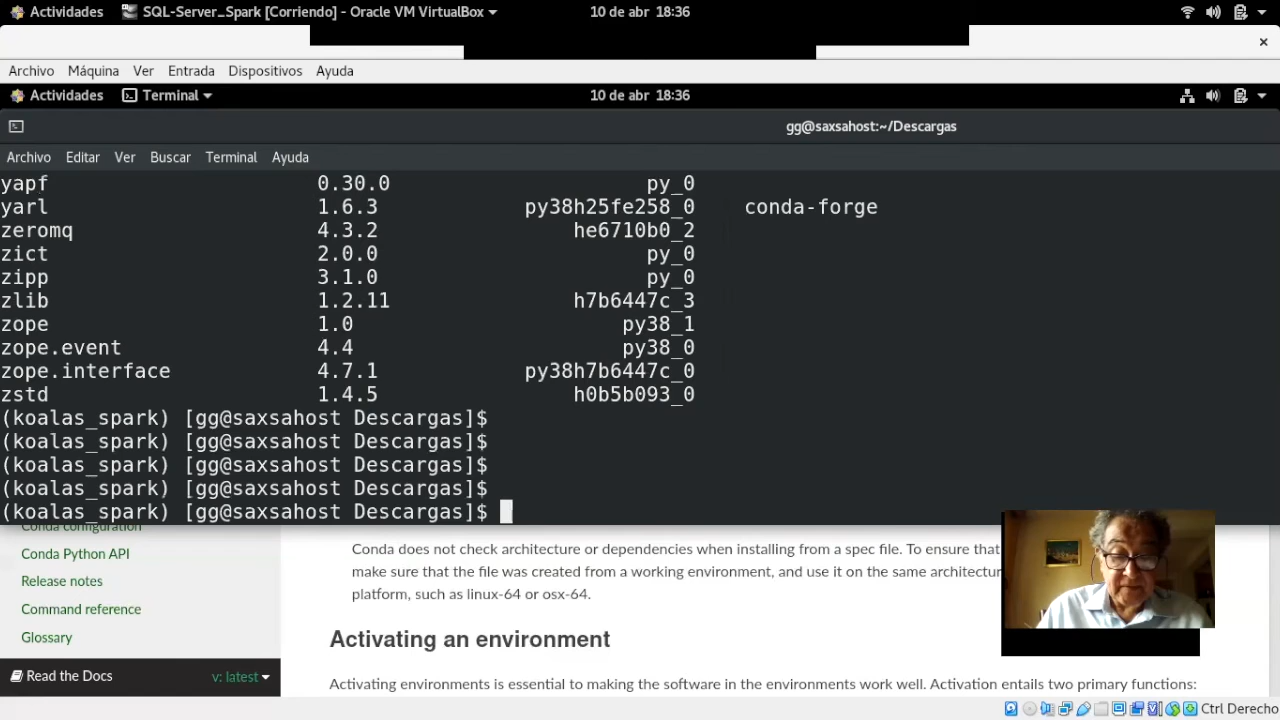 Actividades SQL-Server_Spark [Corriendo] - Oracle VM VirtualBox 10 de abr 18:36
Archivo Máquina Ver Entrada Dispositivos Ayuda
Actividades Terminal 10 de abr 18:36
gg@saxsahost:~/Descargas
Archivo Editar Ver Buscar Terminal Ayuda
yapf 0.30.0 py_0
yarl 1.6.3 py38h25fe258_0 conda-forge
zeromq 4.3.2 he6710b0_2
zict 2.0.0 py_0
zipp 3.1.0 py_0
zlib 1.2.11 h7b6447c_3
zope 1.0 py38_1
zope.event 4.4 py38_0
zope.interface 4.7.1 py38h7b6447c_0
zstd 1.4.5 h0b5b093_0
(koalas_spark) [gg@saxsahost Descargas]$
(koalas_spark) [gg@saxsahost Descargas]$
(koalas_spark) [gg@saxsahost Descargas]$
(koalas_spark) [gg@saxsahost Descargas]$
(koalas_spark) [gg@saxsahost Descargas]$
Conda configuration
Conda Python API
Release notes
Command reference
Glossary
Read the Docs v: latest
Conda does not check architecture or dependencies when installing from a spec file. To ensure that
make sure that the file was created from a working environment, and use it on the same architectur
platform, such as linux-64 or osx-64.
Activating an environment
Activating environments is essential to making the software in the environments work well. Activation entails two primary functions:
Ctrl Derecho